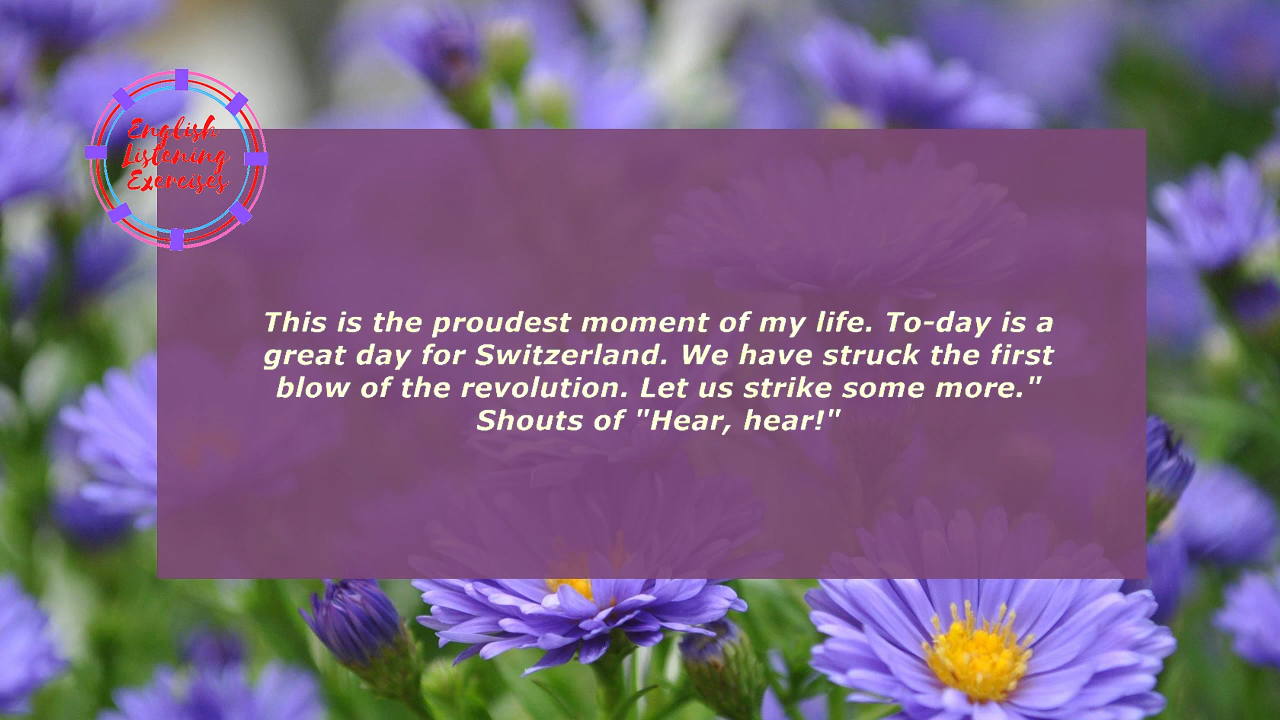 English
Listening
Exercises
This is the proudest moment of my life. To-day is a
great day for Switzerland. We have struck the first
blow of the revolution. Let us strike some more."
Shouts of "Hear, hear!"